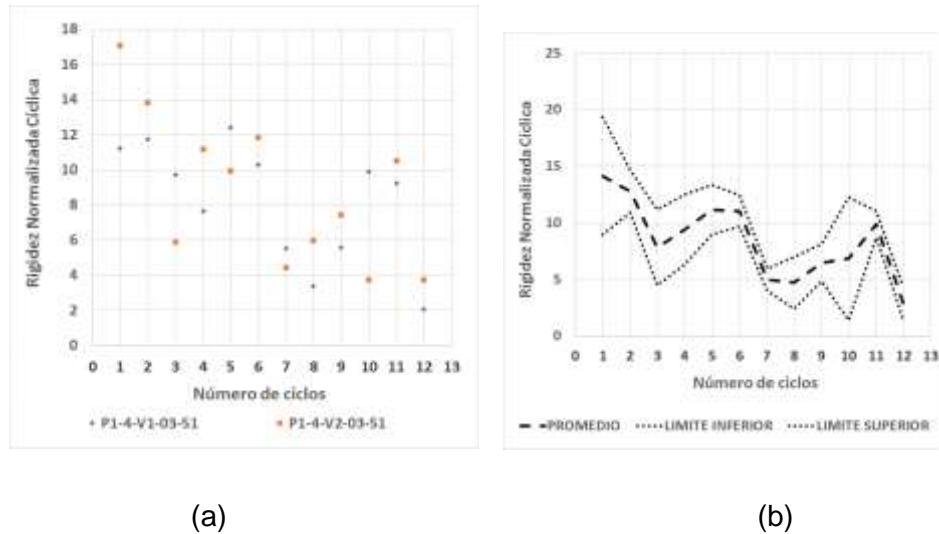 18
16
14
12
10
8
6
4
2
0
Rigidez Normalizada Cíclica
0 1 2 3 4 5 6 7 8 9 10 11 12 13
Número de ciclos
P1-4-V1-03-51 P1-4-V2-03-51
25
20
15
10
5
0
Rigidez Normalizada Cíclica
0 1 2 3 4 5 6 7 8 9 10 11 12 13
Número de ciclos
PROMEDIO LIMITE INFERIOR LIMITE SUPERIOR
(a) (b)